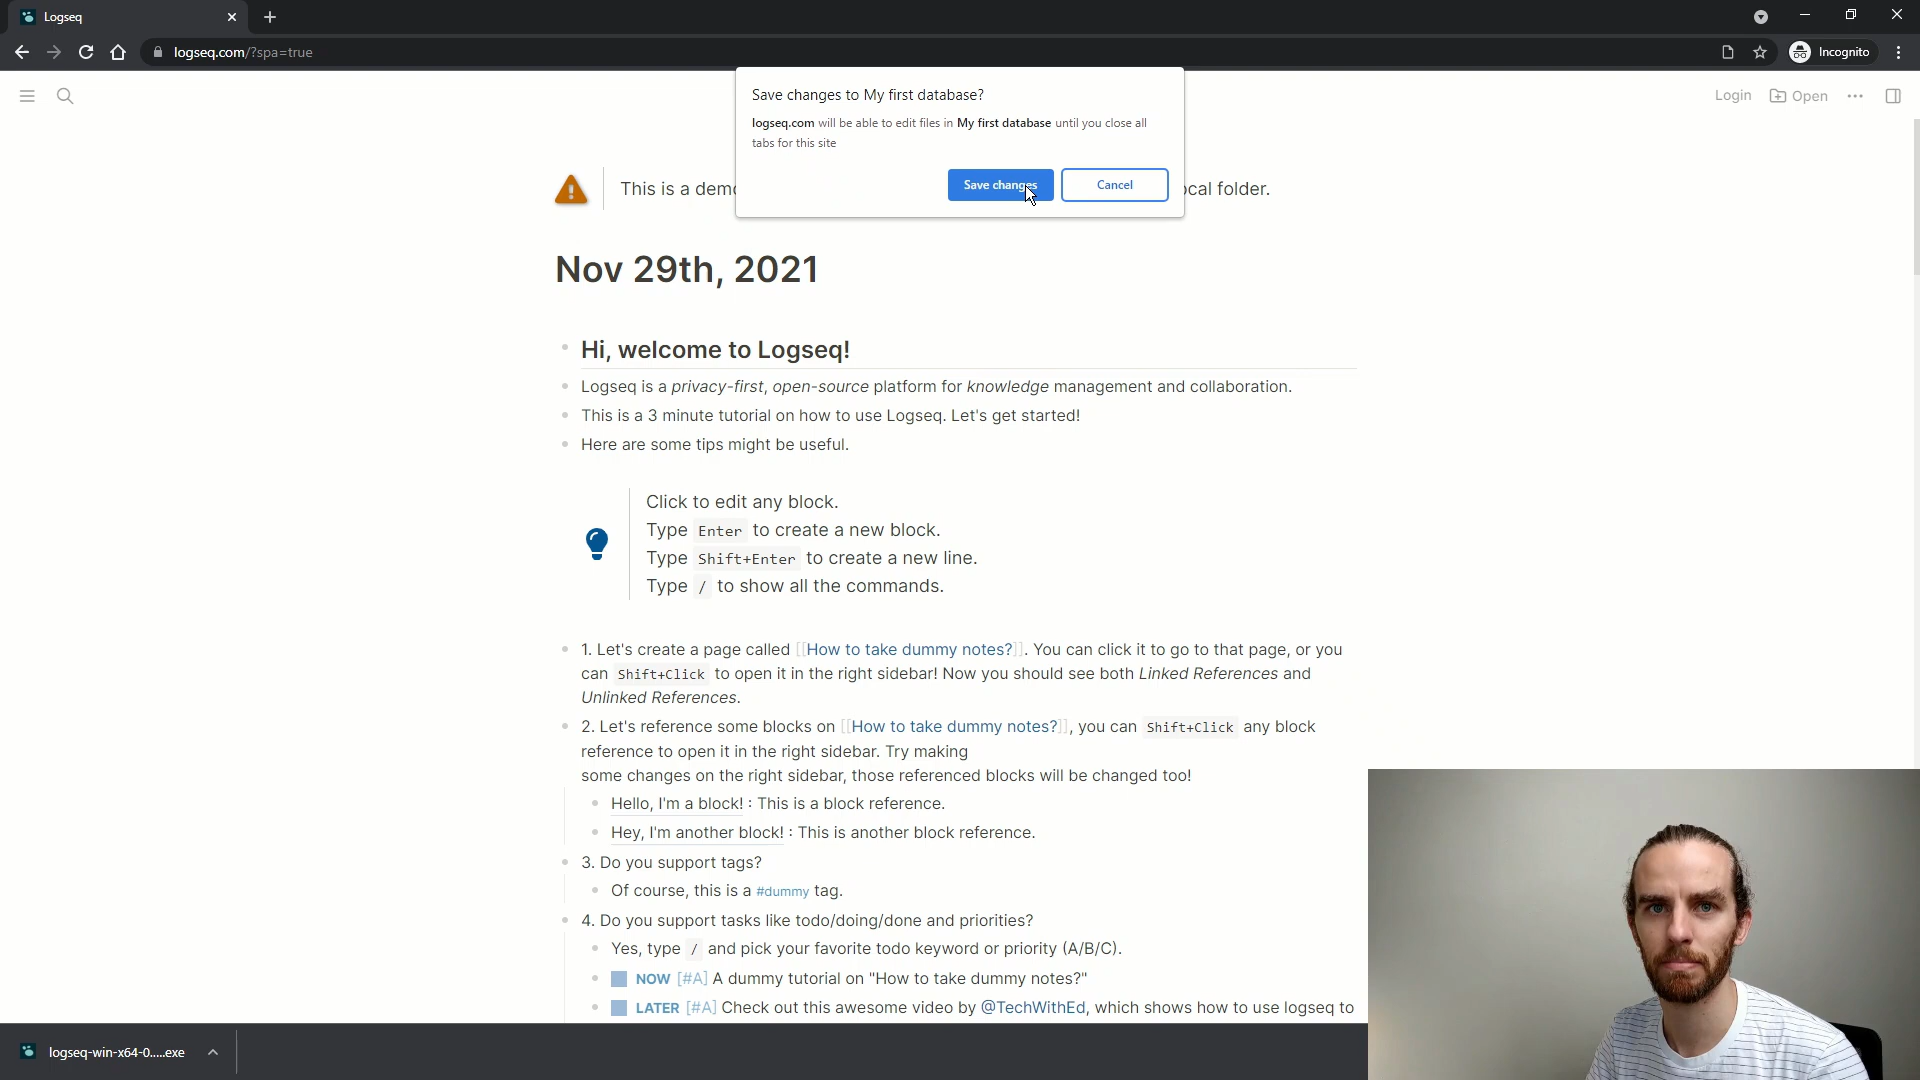 Logseq
logseq.com/?spa=true
Incognito
Save changes to My first database?
logseq.com will be able to edit files in My first database until you close all
tabs for this site
Save changes
Cancel
Login
Open
This is a demo
ocal folder.
Nov 29th, 2021
Hi, welcome to Logseq!
Logseq is a privacy-first, open-source platform for knowledge management and collaboration.
This is a 3 minute tutorial on how to use Logseq. Let's get started!
Here are some tips might be useful.
Click to edit any block.
Type Enter to create a new block.
Type Shift+Enter to create a new line.
Type / to show all the commands.
1. Let's create a page called [[How to take dummy notes?]]. You can click it to go to that page, or you
can Shift+Click to open it in the right sidebar! Now you should see both Linked References and
Unlinked References.
2. Let's reference some blocks on [[How to take dummy notes?]], you can Shift+Click any block
reference to open it in the right sidebar. Try making
some changes on the right sidebar, those referenced blocks will be changed too!
Hello, I'm a block! : This is a block reference.
Hey, I'm another block! : This is another block reference.
3. Do you support tags?
Of course, this is a #dummy tag.
4. Do you support tasks like todo/doing/done and priorities?
Yes, type / and pick your favorite todo keyword or priority (A/B/C).
NOW [#A] A dummy tutorial on "How to take dummy notes?"
LATER [#A] Check out this awesome video by @TechWithEd, which shows how to use logseq to
logseq-win-x64-0.....exe